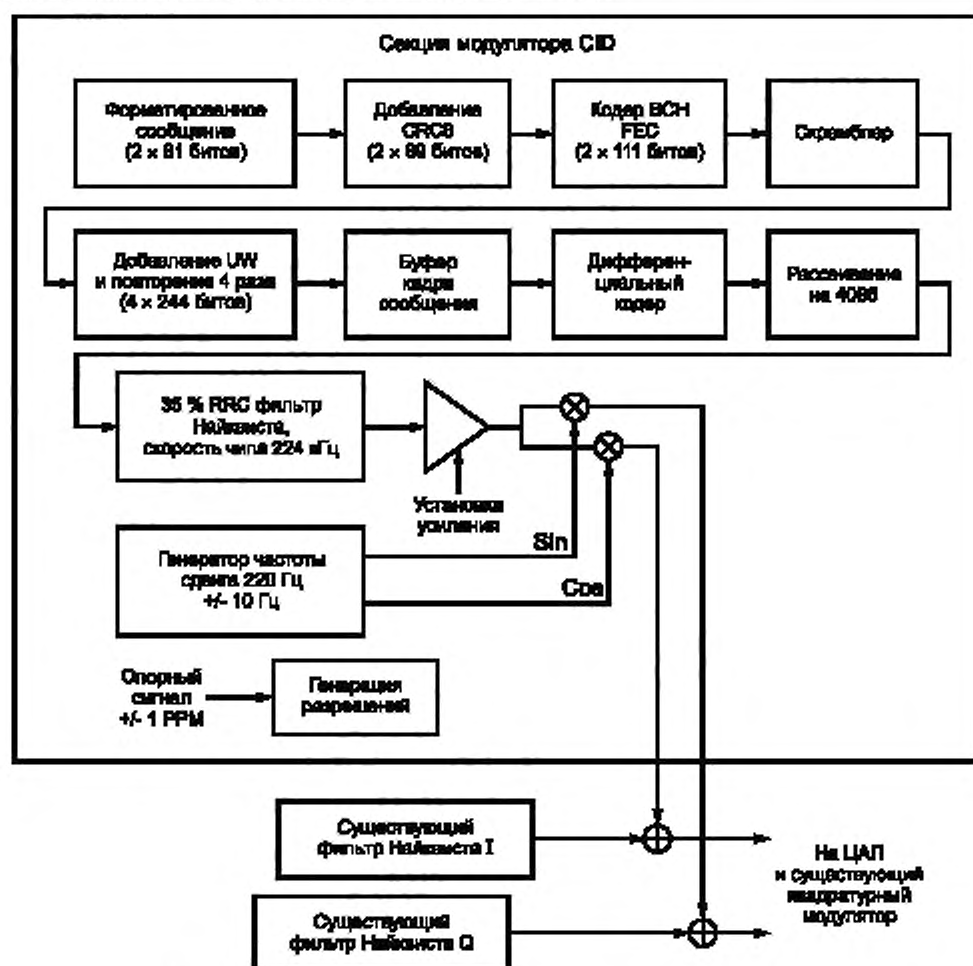 Секция модулятора CID
Форматированное
сообщение
(2 x 81 битов)
Добавление
CRC8
(2 x 89 битов)
Кодер BCH
FEC
(2 x 111 битов)
Скремблер
Добавление UW
и повторение 4 раза
(4 x 244 битов)
Буфер
кадра
сообщения
Дифферен-
циальный
кодер
Рассеивание
на 4096
35 % RRC фильтр
Найквиста,
скорость чипа 224 кГц
Установка
усиления
Генератор частоты
сдвига 220 Гц
+/- 10 Гц
Sin
Cos
Опорный
сигнал
+/- 1 PPM
Генерация
разрешений
Существующий
фильтр Найквиста I
Существующий
фильтр Найквиста Q
На ЦАП
и существующий
квадратурный
модулятор